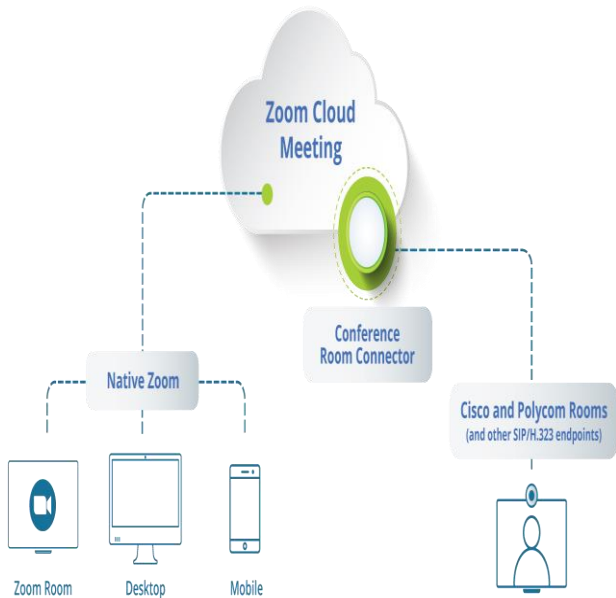 Zoom Cloud
Meeting
Conference
Room Connector
Native Zoom
Cisco and Polycom Rooms
(and other SIP/H.323 endpoints)
Zoom Room
Desktop
Mobile